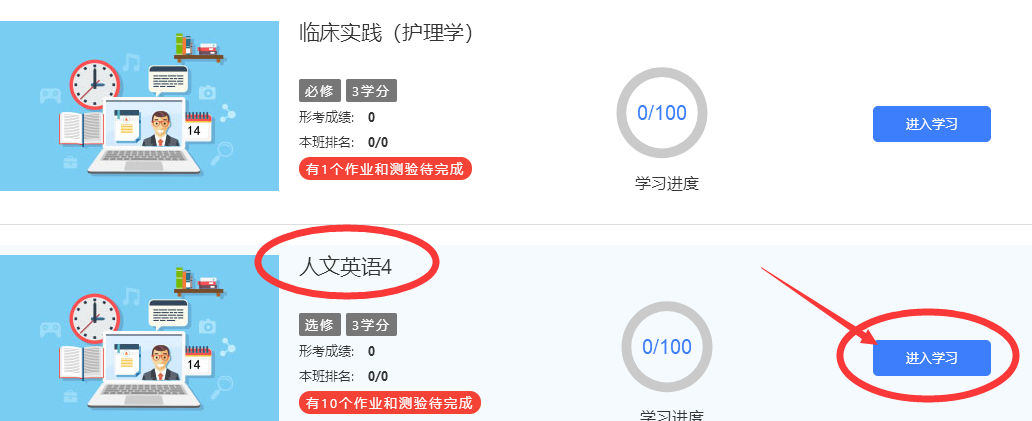 临床实践（护理学）
必修 3学分
形考成绩: 0
本班排名: 0/0
有1个作业和测验待完成
0/100
学习进度
进入学习
14
人文英语4
选修 3学分
形考成绩: 0
本班排名: 0/0
有10个作业和测验待完成
0/100
学习进度
进入学习
14